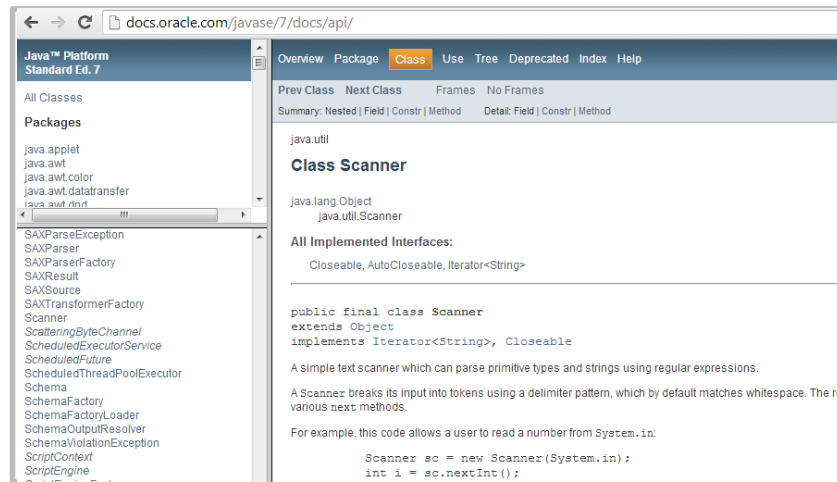 docs.oracle.com/javase/7/docs/api/
Java™ Platform
Standard Ed. 7
All Classes
Packages
java.applet
java.awt
java.awt.color
java.awt.datatransfer
java.awt.dnd
SAXParseException
SAXParser
SAXParserFactory
SAXResult
SAXSource
SAXTransformerFactory
Scanner
ScatteringByteChannel
ScheduledExecutorService
ScheduledFuture
ScheduledThreadPoolExecutor
Schema
SchemaFactory
SchemaFactoryLoader
SchemaOutputResolver
SchemaViolationException
ScriptContext
ScriptEngine
Overview Package Class Use Tree Deprecated Index Help
Prev Class Next Class Frames No Frames
Summary: Nested | Field | Constr | Method Detail: Field | Constr | Method
java.util
Class Scanner
java.lang.Object
java.util.Scanner
All Implemented Interfaces:
Closeable, AutoCloseable, Iterator<String>
public final class Scanner
extends Object
implements Iterator<String>, Closeable
A simple text scanner which can parse primitive types and strings using regular expressions.
A Scanner breaks its input into tokens using a delimiter pattern, which by default matches whitespace. The
various next methods.
For example, this code allows a user to read a number from System.in:
Scanner sc = new Scanner(System.in);
int i = sc.nextInt();